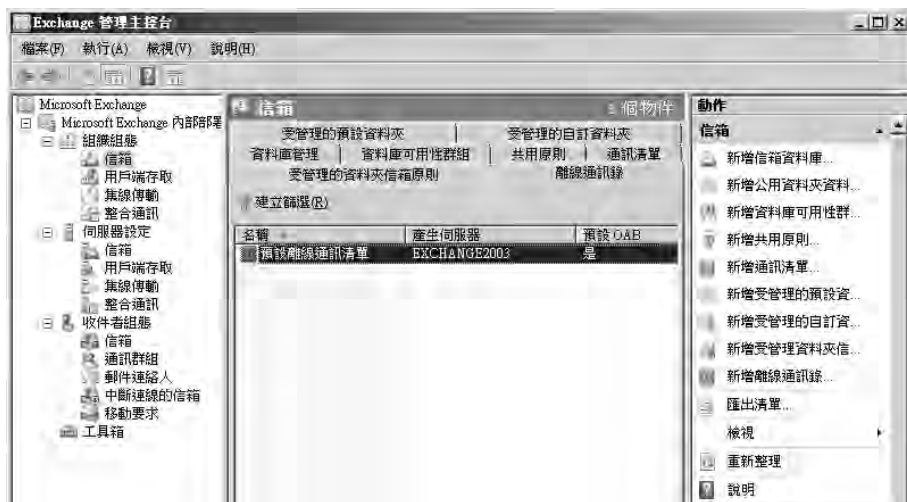 Exchange 管理主控台
檔案(F) 執行(A) 檢視(V) 說明(H)
Microsoft Exchange
Microsoft Exchange 內部部署
組織組態
信箱
用戶端存取
集線傳輸
整合通訊
伺服器設定
信箱
用戶端存取
集線傳輸
整合通訊
收件者組態
信箱
通訊群組
郵件連絡人
中斷連線的信箱
移動要求
工具箱
信箱 1 個物件
受管理的預設資料夾 受管理的自訂資料夾
資料庫管理 資料庫可用性群組 共用原則 通訊清單
受管理的資料夾信箱原則 離線通訊錄
建立篩選(R)
名稱 產生伺服器 預設 OAB
預設離線通訊清單 EXCHANGE2003 是
動作
信箱
新增信箱資料庫...
新增公用資料夾資料...
新增資料庫可用性群...
新增共用原則...
新增通訊清單...
新增受管理的預設資...
新增受管理的自訂資...
新增受管理資料夾信...
新增離線通訊錄...
匯出清單...
檢視
重新整理
說明